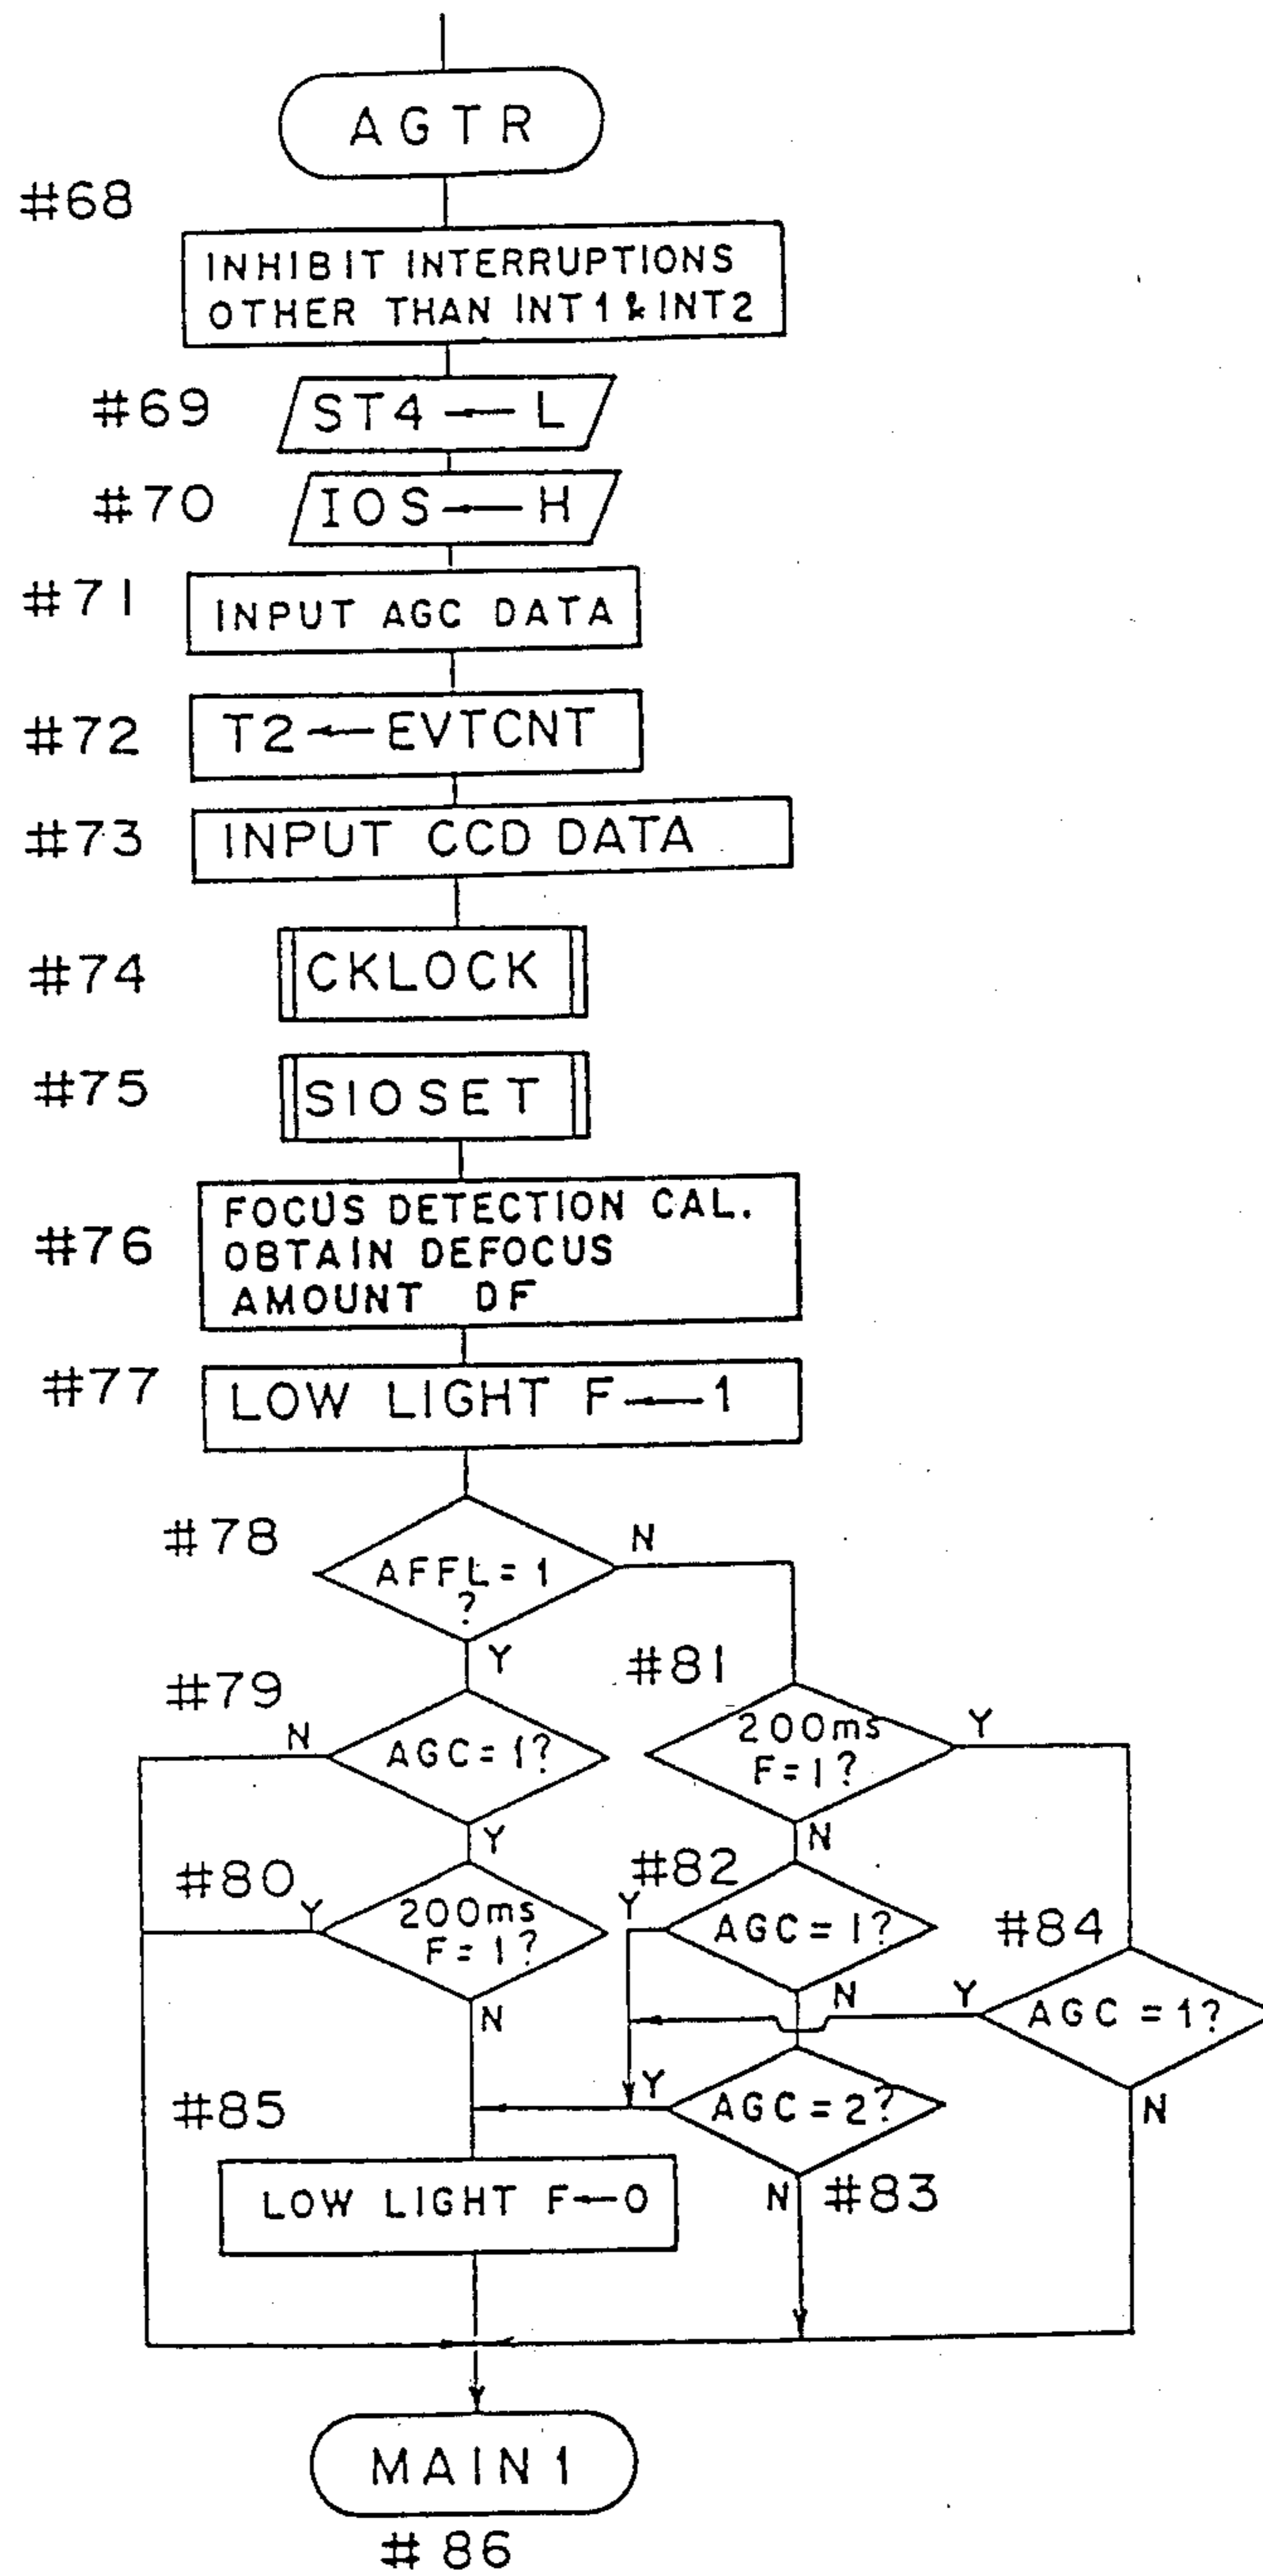 AGTR
#68
INHIBIT INTERRUPTIONS
OTHER THAN INT1 & INT2
#69
ST4 ← L
#70
IOS ← H
#71
INPUT AGC DATA
#72
T2 ← EVTCNT
#73
INPUT CCD DATA
#74
CKLOCK
#75
SIOSET
#76
FOCUS DETECTION CAL.
OBTAIN DEFOCUS
AMOUNT DF
#77
LOW LIGHT F ← 1
#78
AFFL = 1
?
N
Y
#79
AGC = 1?
N
Y
#81
200ms
F = 1?
Y
N
#80
200ms
F = 1?
Y
N
#82
AGC = 1?
Y
N
#84
AGC = 1?
Y
N
#83
AGC = 2?
Y
N
#85
LOW LIGHT F ← 0
MAIN 1
#86